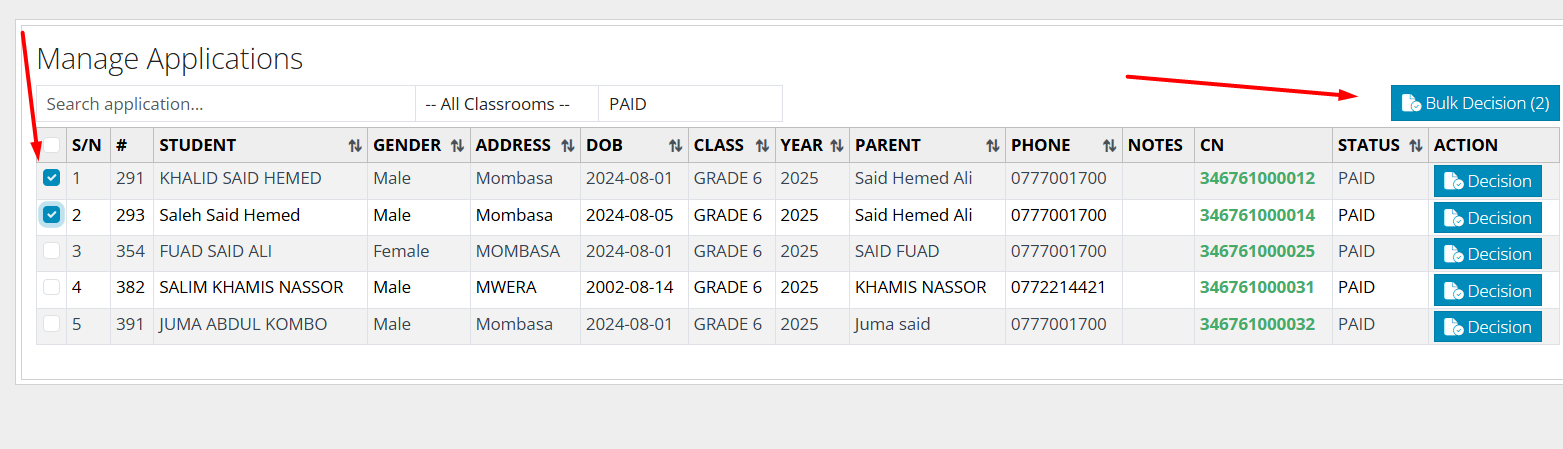 Manage Applications
Search application... -- All Classrooms -- PAID Bulk Decision (2)
S/N # STUDENT GENDER ADDRESS DOB CLASS YEAR PARENT PHONE NOTES CN STATUS ACTION
1 291 KHALID SAID HEMED Male Mombasa 2024-08-01 GRADE 6 2025 Said Hemed Ali 0777001700 346761000012 PAID Decision
2 293 Saleh Said Hemed Male Mombasa 2024-08-05 GRADE 6 2025 Said Hemed Ali 0777001700 346761000014 PAID Decision
3 354 FUAD SAID ALI Female MOMBASA 2024-08-01 GRADE 6 2025 SAID FUAD 0777001700 346761000025 PAID Decision
4 382 SALIM KHAMIS NASSOR Male MWERA 2002-08-14 GRADE 6 2025 KHAMIS NASSOR 0772214421 346761000031 PAID Decision
5 391 JUMA ABDUL KOMBO Male Mombasa 2024-08-01 GRADE 6 2025 Juma said 0777001700 346761000032 PAID Decision